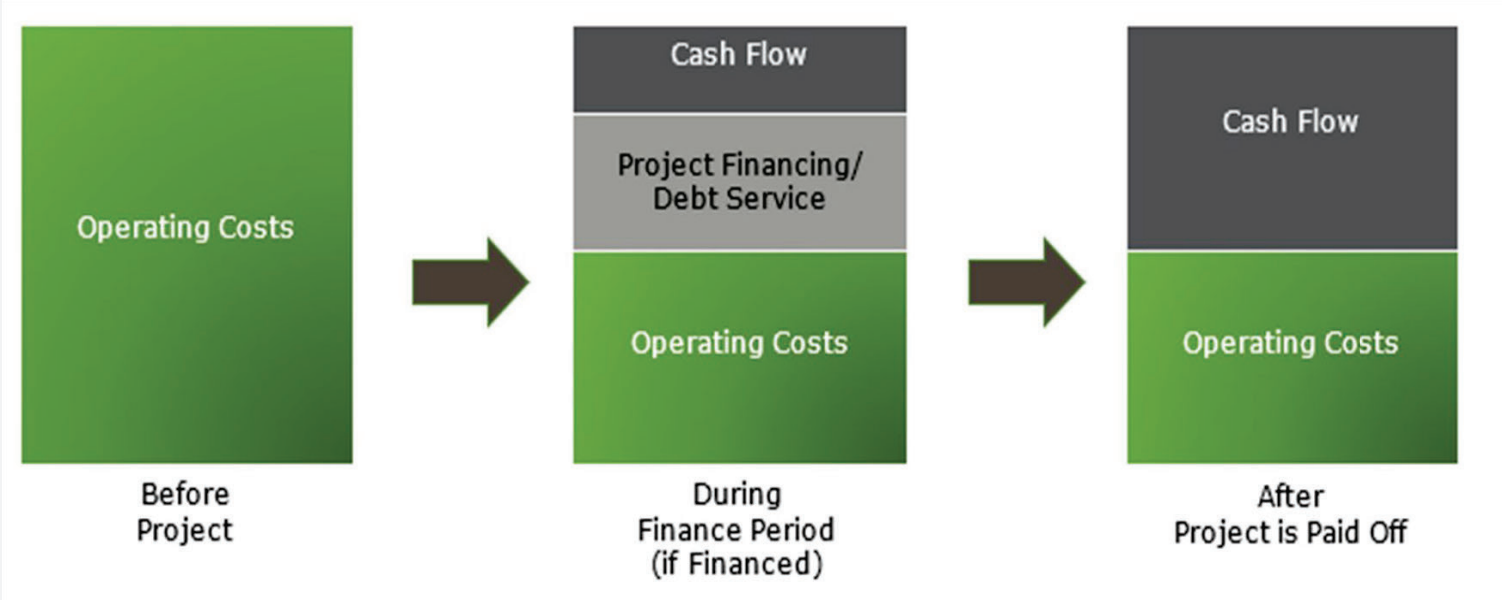 Operating Costs
Before
Project
Cash Flow
Project Financing/
Debt Service
Operating Costs
During
Finance Period
(if Financed)
Cash Flow
Operating Costs
After
Project is Paid Off